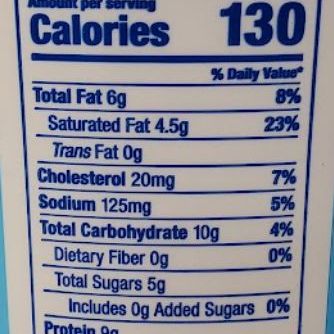 Amount per serving
Calories 130
% Daily Value*
Total Fat 6g 8%
Saturated Fat 4.5g 23%
Trans Fat 0g
Cholesterol 20mg 7%
Sodium 125mg 5%
Total Carbohydrate 10g 4%
Dietary Fiber 0g 0%
Total Sugars 5g
Includes 0g Added Sugars 0%
Protein 9g